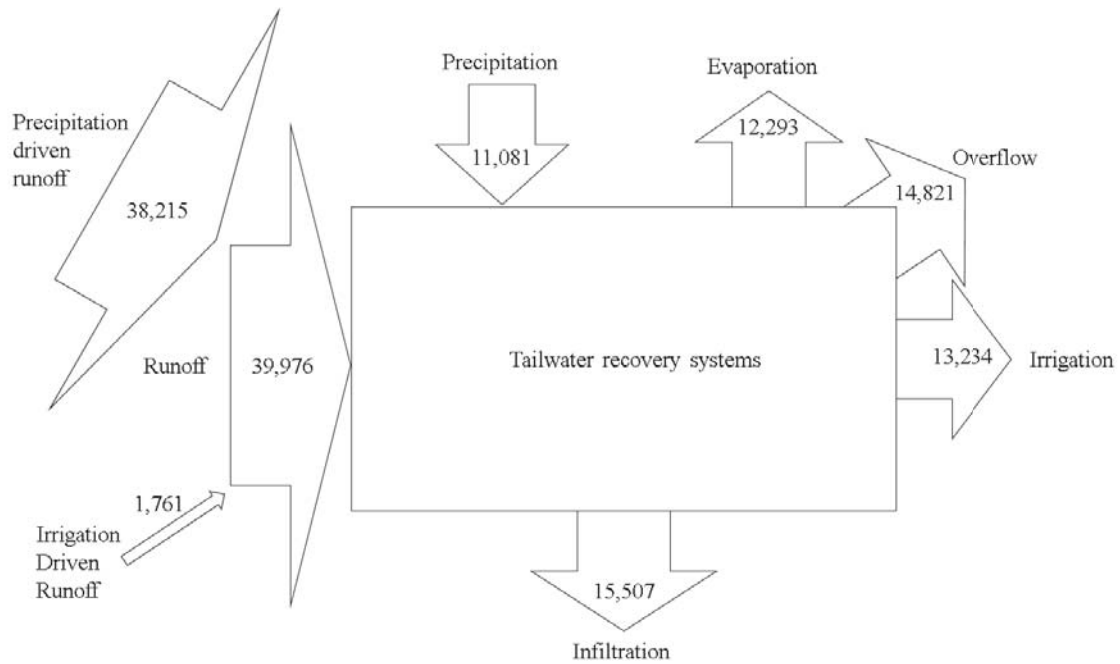 Precipitation
11,081
Evaporation
12,293
Overflow
14,821
Precipitation
driven
runoff
38,215
Runoff
39,976
Tailwater recovery systems
13,234
Irrigation
1,761
Irrigation
Driven
Runoff
15,507
Infiltration